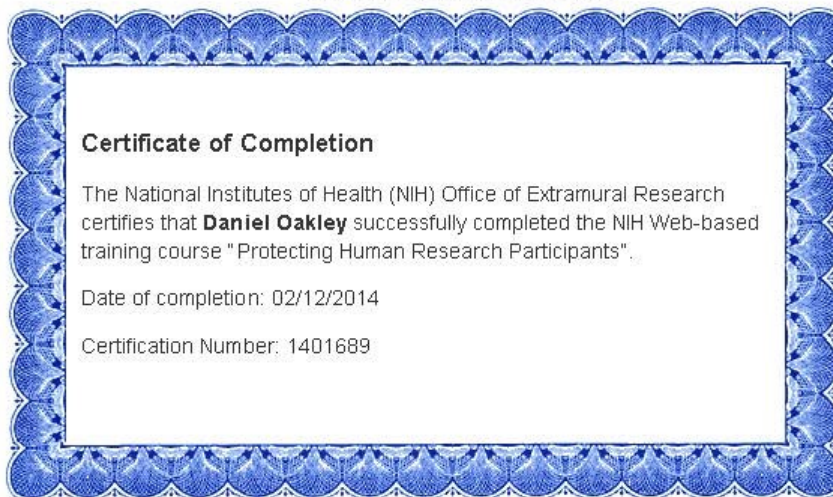 Certificate of Completion
The National Institutes of Health (NIH) Office of Extramural Research
certifies that Daniel Oakley successfully completed the NIH Web-based
training course "Protecting Human Research Participants".
Date of completion: 02/12/2014
Certification Number: 1401689